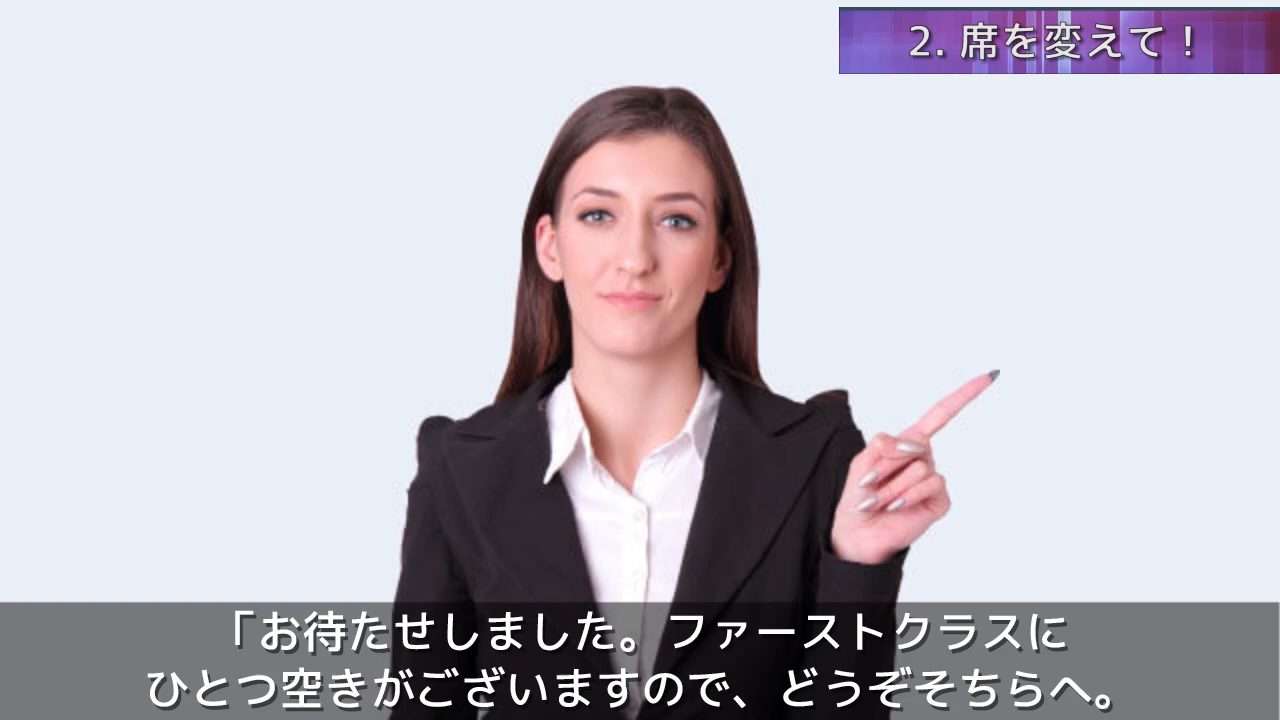 2. 席を変えて！
「お待たせしました。ファーストクラスに
ひとつ空きがございますので、どうぞそちらへ。